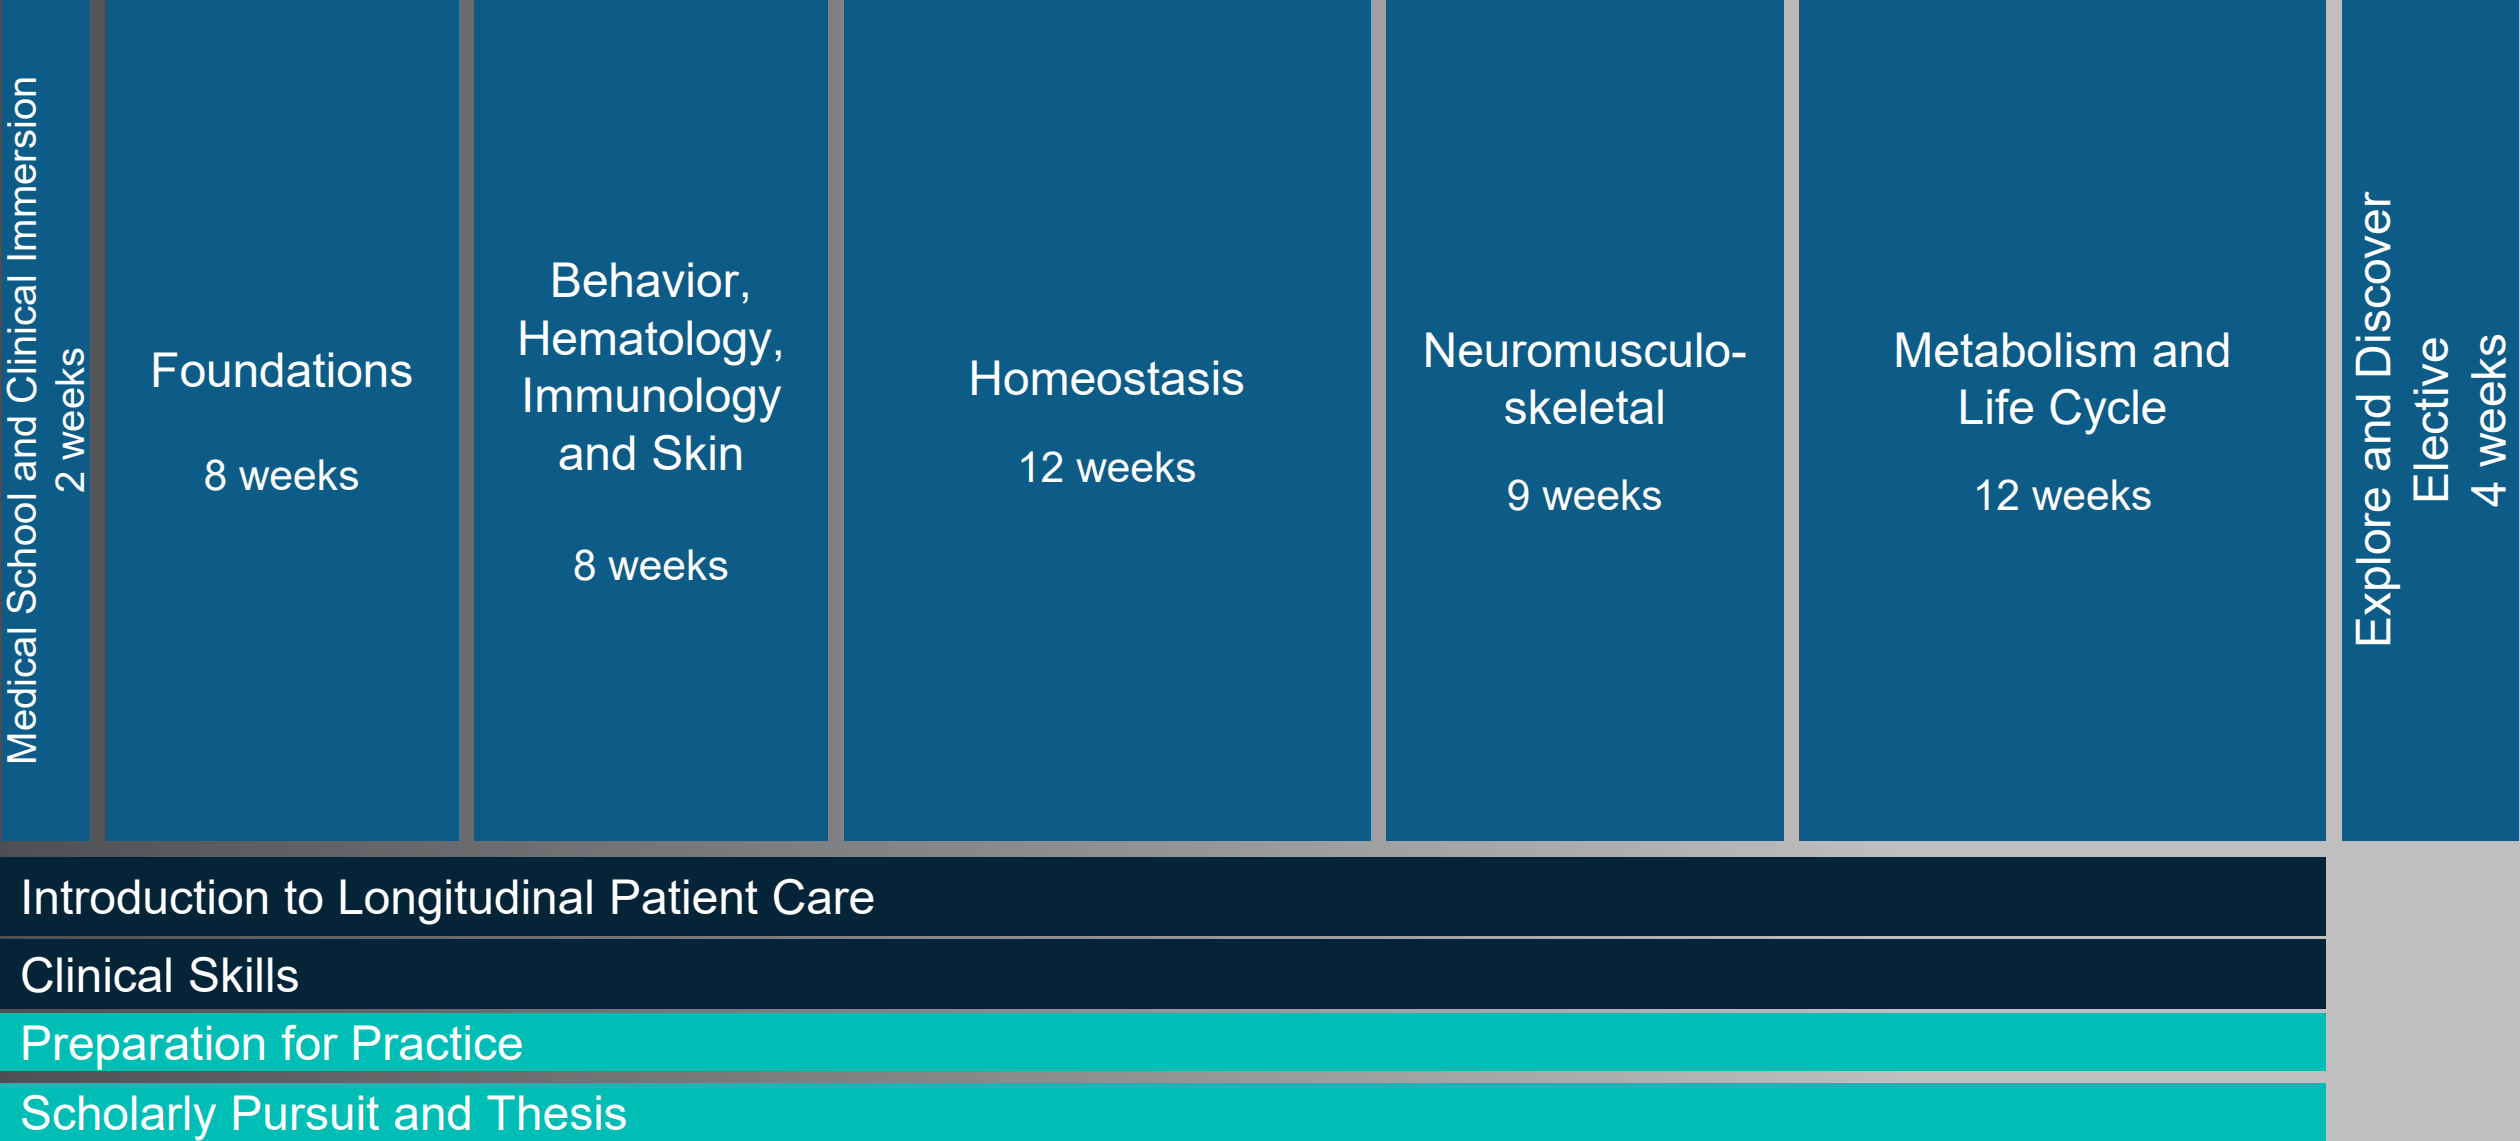 Medical School and Clinical Immersion
2 weeks
Foundations
8 weeks
Behavior,
Hematology,
Immunology
and Skin
8 weeks
Homeostasis
12 weeks
Neuromusculo-
skeletal
9 weeks
Metabolism and
Life Cycle
12 weeks
Explore and Discover
Elective
4 weeks
Introduction to Longitudinal Patient Care
Clinical Skills
Preparation for Practice
Scholarly Pursuit and Thesis